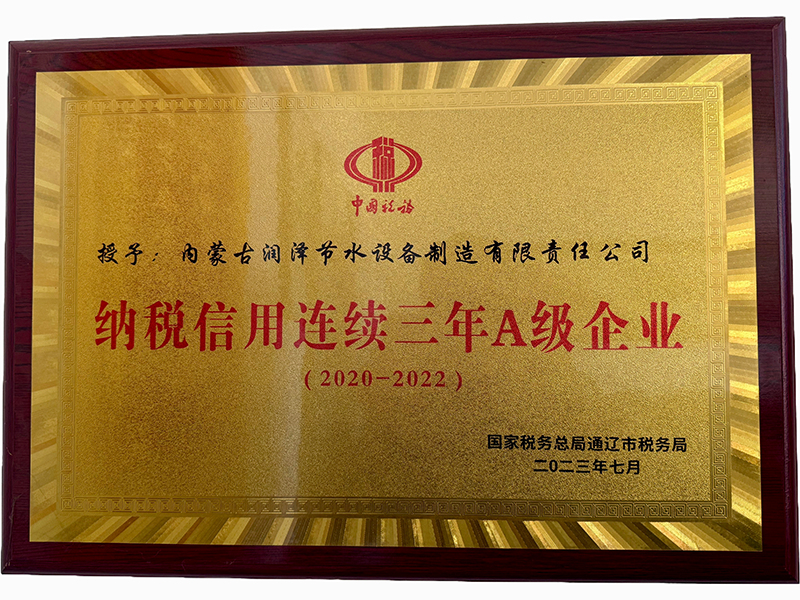 税
中国税务
授予：内蒙古润泽节水设备制造有限责任公司
纳税信用连续三年A级企业
（2020-2022）
国家税务总局通辽市税务局
二〇二三年七月